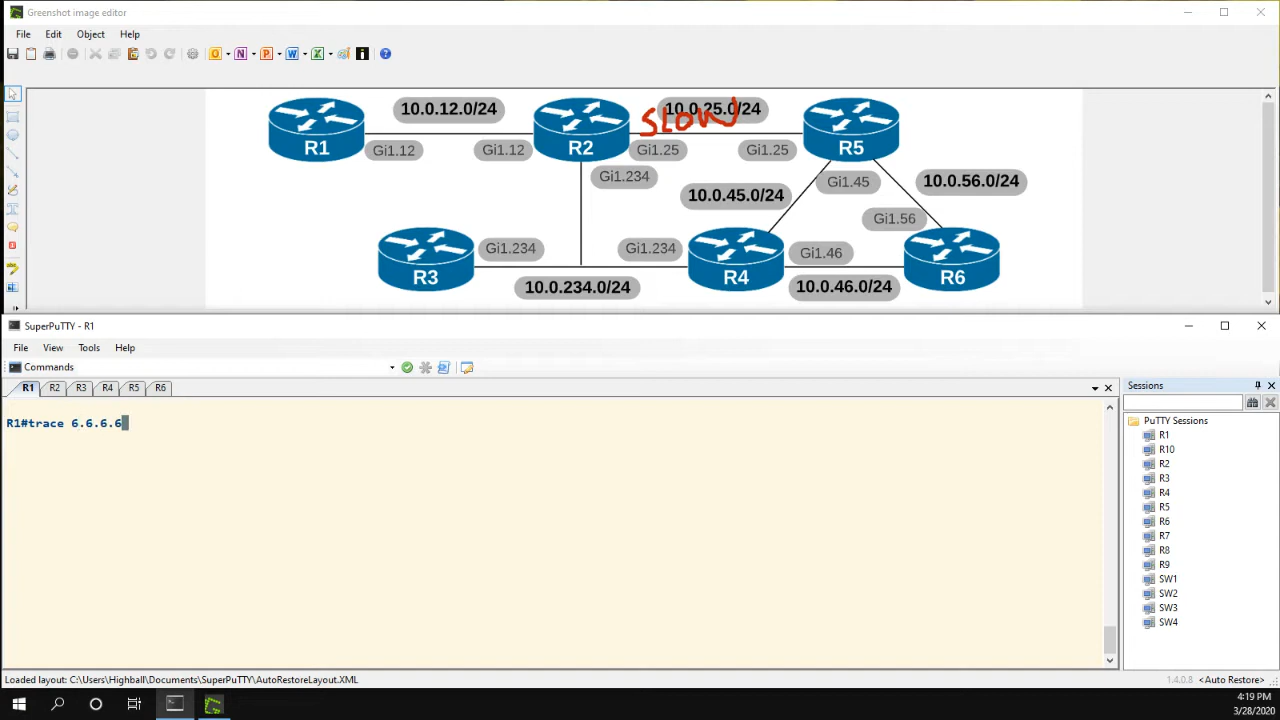 Greenshot image editor
File Edit Object Help
10.0.12.0/24
10.0.25.0/24
SLOW
R1
Gi1.12
Gi1.12
R2
Gi1.25
Gi1.25
R5
Gi1.234
10.0.45.0/24
Gi1.45
10.0.56.0/24
Gi1.56
R3
Gi1.234
Gi1.234
R4
Gi1.46
R6
10.0.234.0/24
10.0.46.0/24
SuperPuTTY - R1
File View Tools Help
Commands
R1 R2 R3 R4 R5 R6
R1#trace 6.6.6.6
Sessions
PuTTY Sessions
R1
R10
R2
R3
R4
R5
R6
R7
R8
R9
SW1
SW2
SW3
SW4
Loaded layout: C:\Users\Highball\Documents\SuperPuTTY\AutoRestoreLayout.XML
1.4.0.8 <Auto Restore>
4:19 PM
3/28/2020